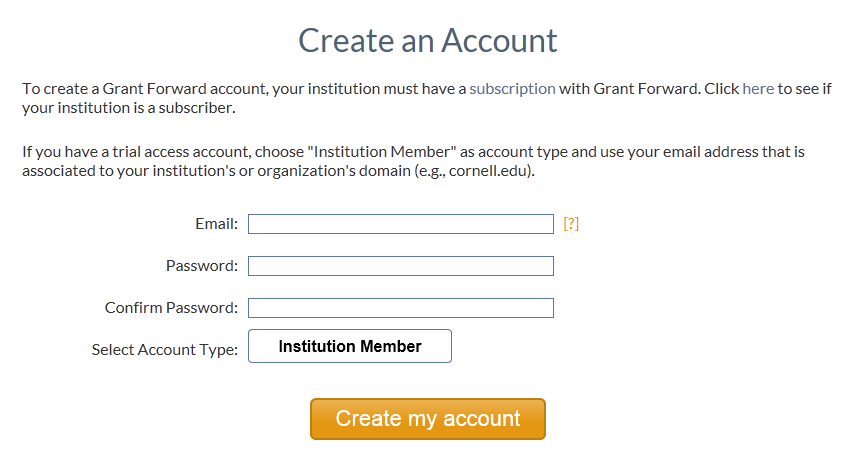 Create an Account
To create a Grant Forward account, your institution must have a subscription with Grant Forward. Click here to see if
your institution is a subscriber.
If you have a trial access account, choose "Institution Member" as account type and use your email address that is
associated to your institution's or organization's domain (e.g., cornell.edu).
Email: [?]
Password:
Confirm Password:
Select Account Type: Institution Member
Create my account